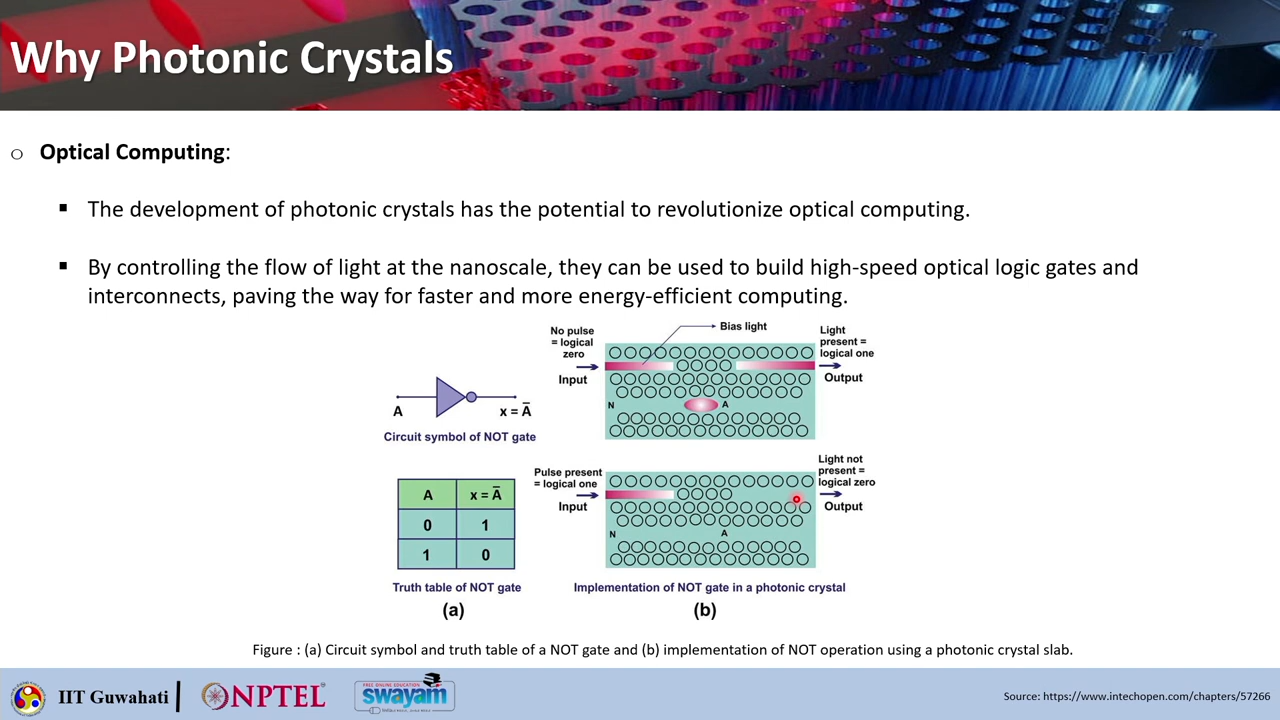 Why Photonic Crystals
Optical Computing:
The development of photonic crystals has the potential to revolutionize optical computing.
By controlling the flow of light at the nanoscale, they can be used to build high-speed optical logic gates and
interconnects, paving the way for faster and more energy-efficient computing.
A
x = A̅
Circuit symbol of NOT gate
A x = A̅
0 1
1 0
Truth table of NOT gate
(a)
No pulse
= logical
zero
Input
Bias light
Light
present =
logical one
Output
N
A
Pulse present
= logical one
Input
Light not
present =
logical zero
Output
N
A
Implementation of NOT gate in a photonic crystal
(b)
Figure : (a) Circuit symbol and truth table of a NOT gate and (b) implementation of NOT operation using a photonic crystal slab.
IIT Guwahati
NPTEL
FREE ONLINE EDUCATION
swayam
Source: https://www.intechopen.com/chapters/57266